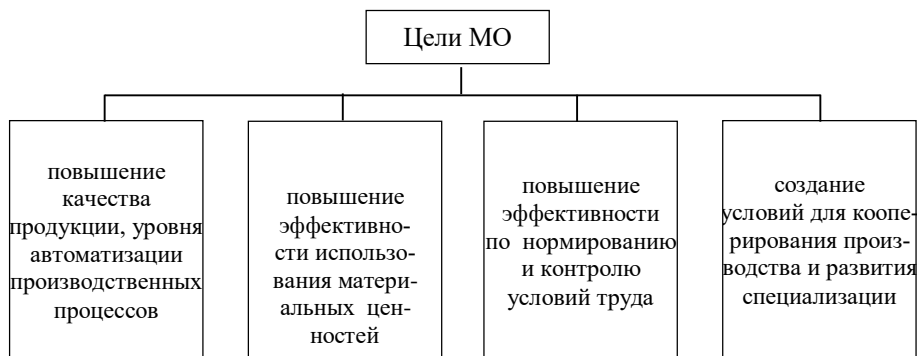 Цели МО
повышение
качества
продукции, уровня
автоматизации
производственных
процессов
повышение
эффективно-
сти использо-
вания матери-
альных цен-
ностей
повышение
эффективности
по нормированию
и контролю
условий труда
создание
условий для коопе-
рирования произ-
водства и развития
специализации